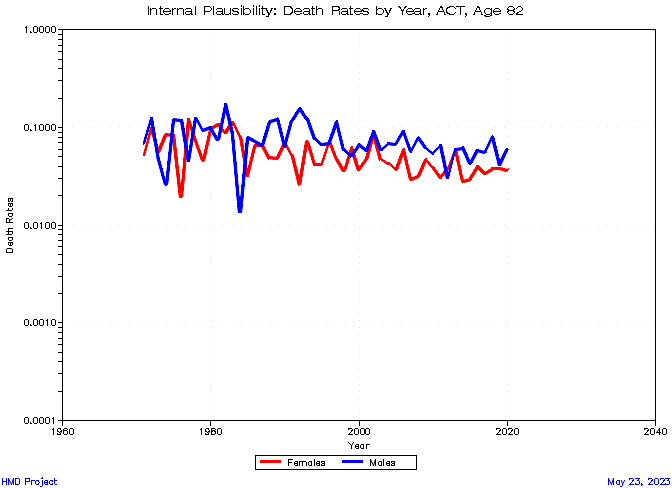 Internal Plausibility: Death Rates by Year, ACT, Age 82
1.0000
0.1000
0.0100
0.0010
0.0001
Death Rates
1960 1980 2000 2020 2040
Year
Females Males
HMD Project May 23, 2023